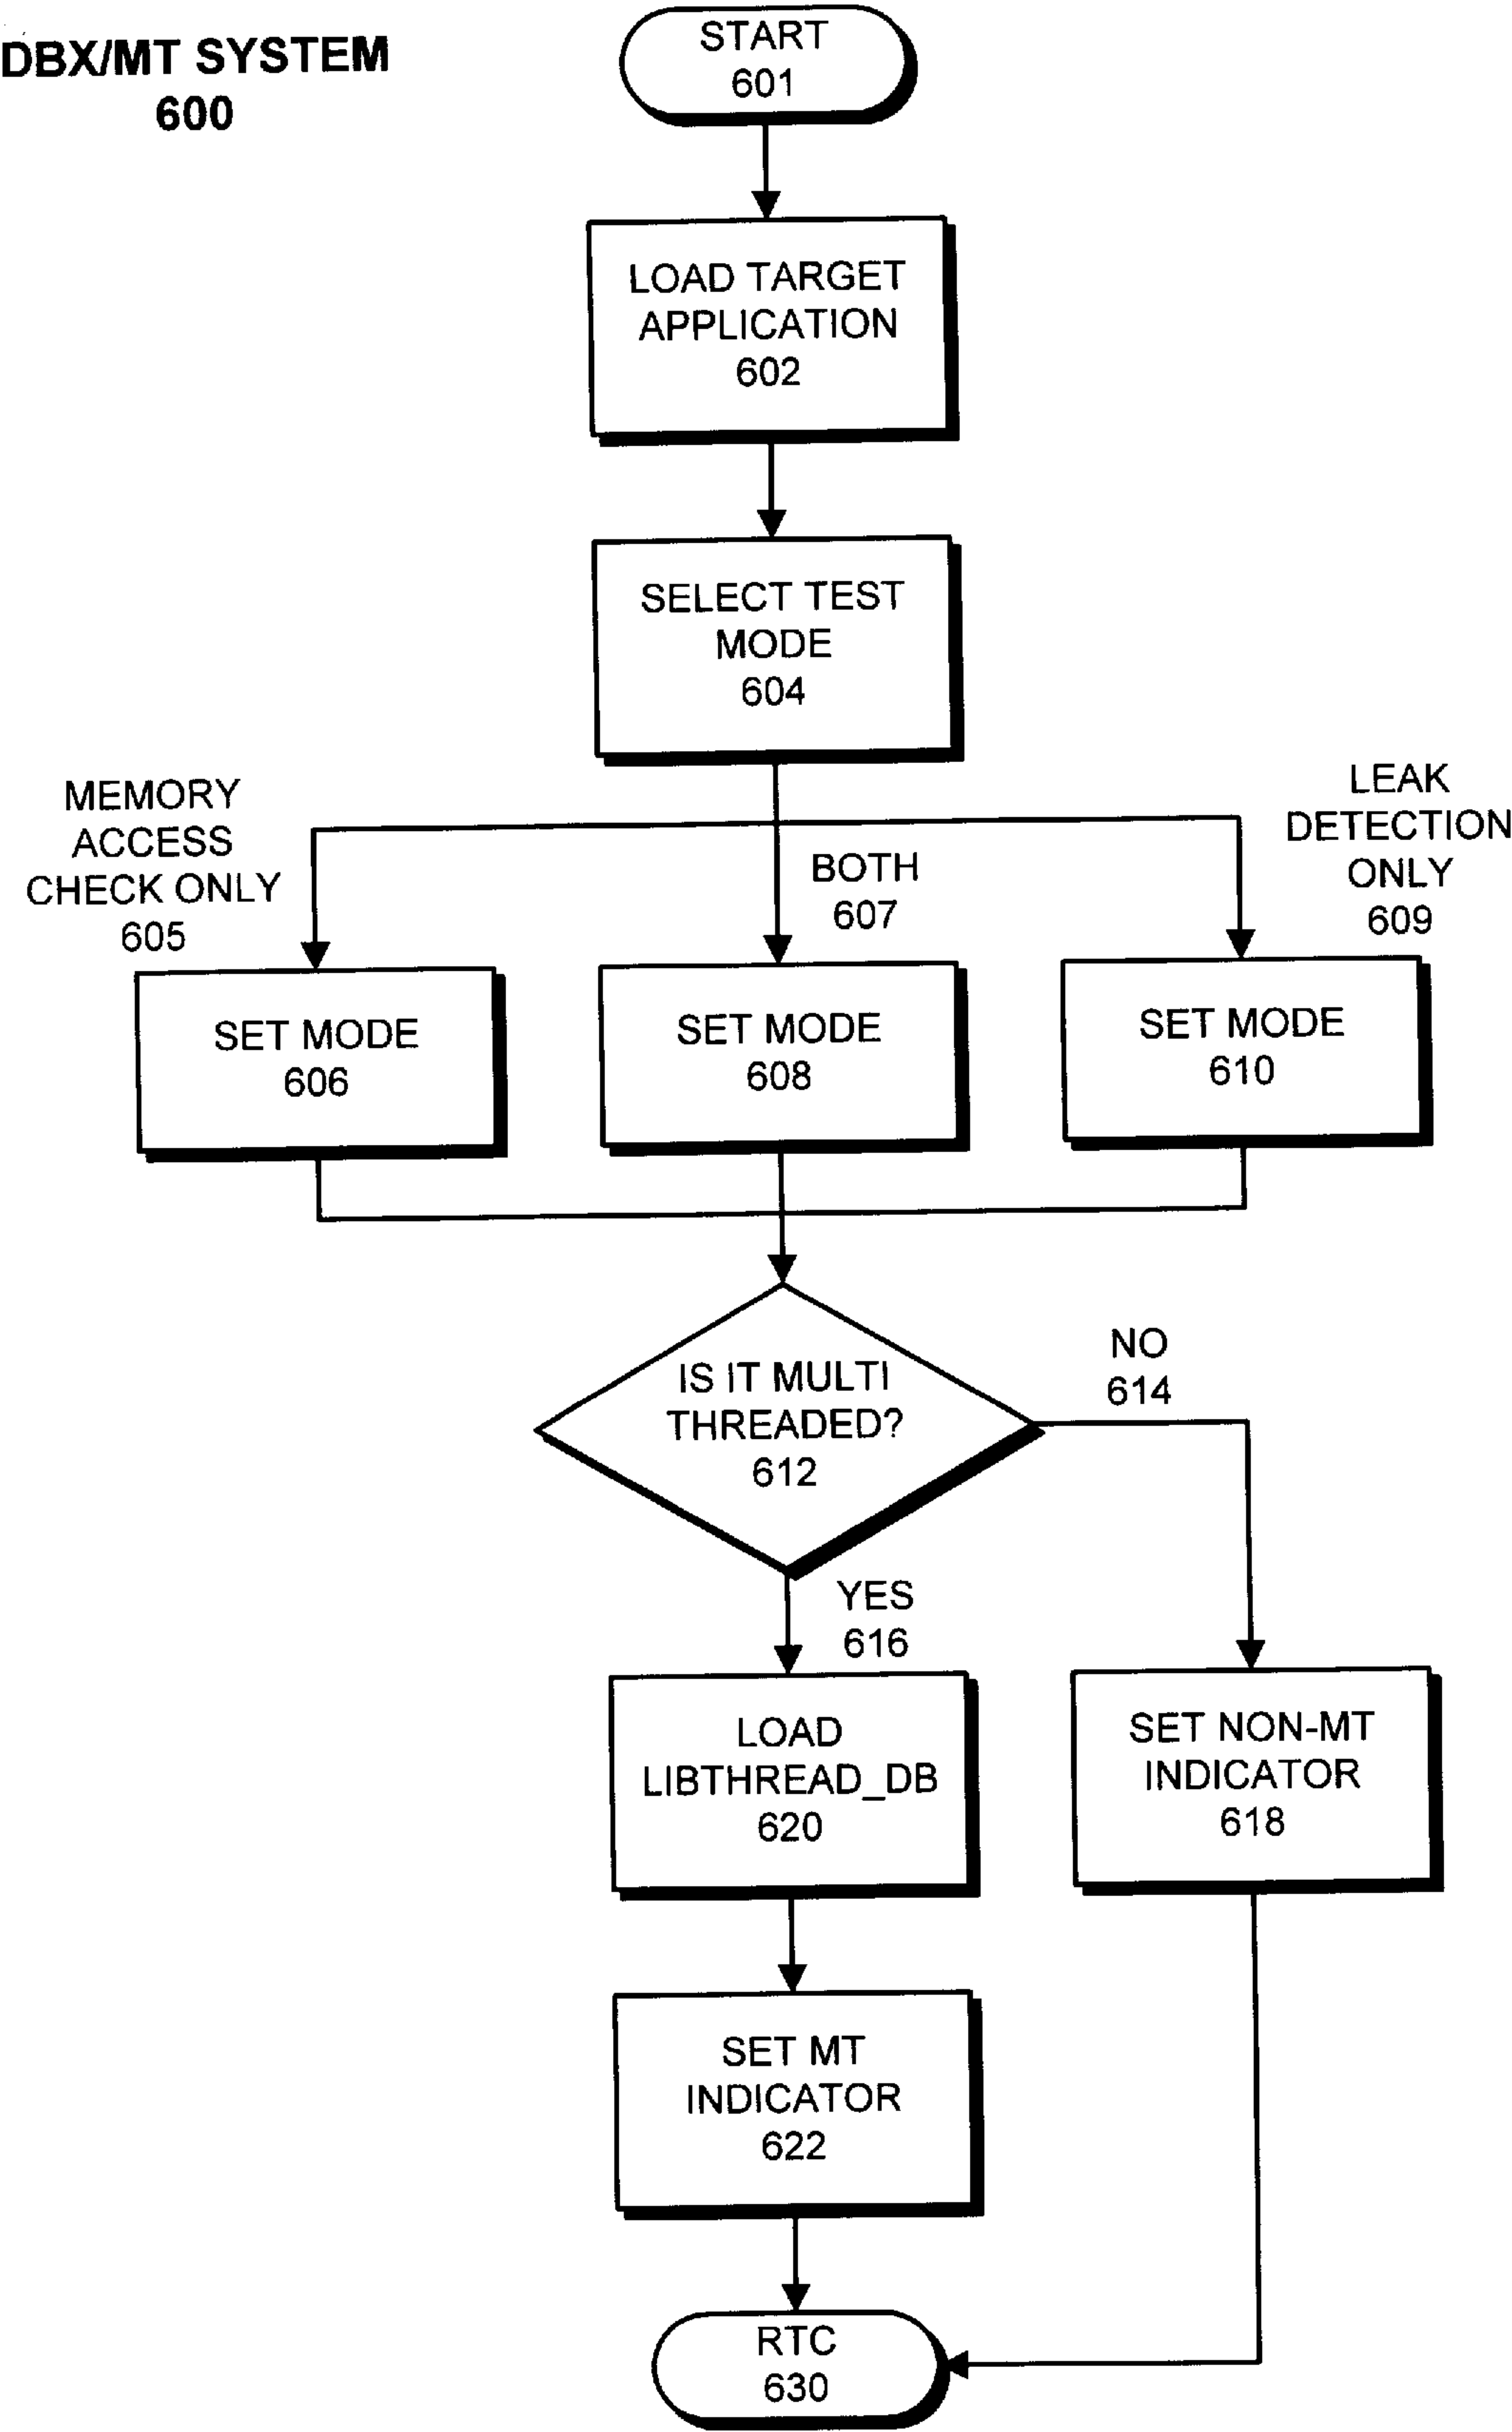 DBX/MT SYSTEM
600
START
601
LOAD TARGET
APPLICATION
602
SELECT TEST
MODE
604
MEMORY
ACCESS
CHECK ONLY
605
BOTH
607
LEAK
DETECTION
ONLY
609
SET MODE
606
SET MODE
608
SET MODE
610
IS IT MULTI
THREADED?
612
NO
614
YES
616
LOAD
LIBTHREAD_DB
620
SET NON-MT
INDICATOR
618
SET MT
INDICATOR
622
RTC
630